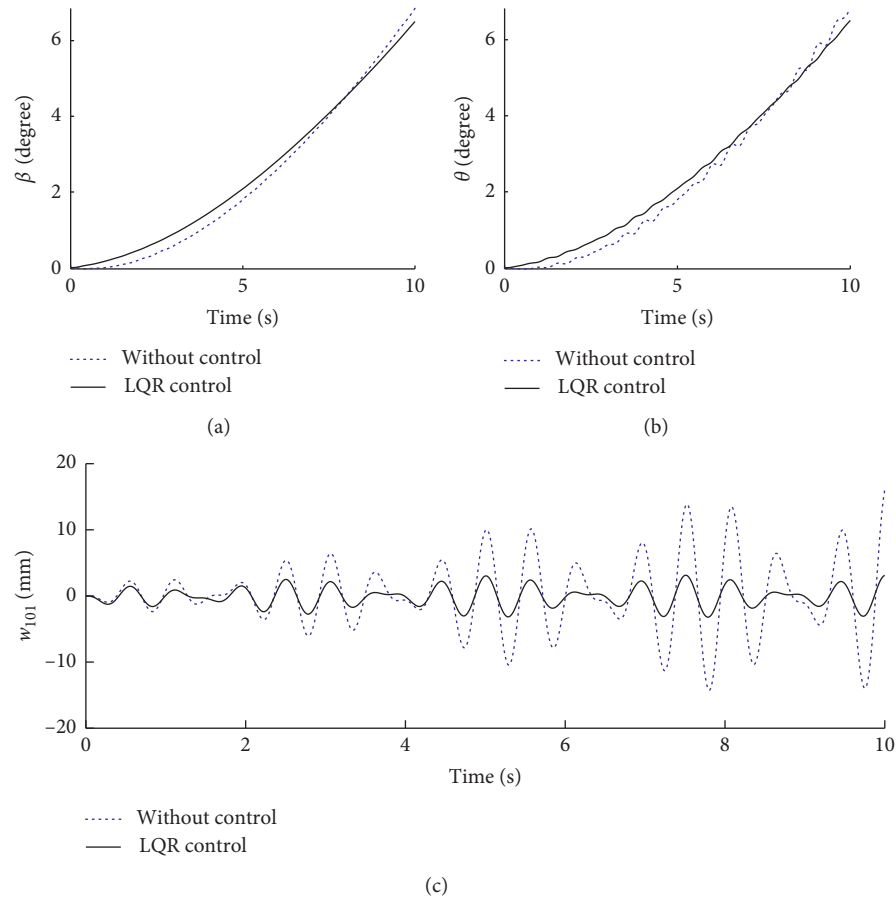 6
4
2
0
β (degree)
0
5
10
Time (s)
Without control
LQR control
(a)
6
4
2
0
θ (degree)
0
5
10
Time (s)
Without control
LQR control
(b)
20
10
0
–10
–20
w101 (mm)
0
2
4
6
8
10
Time (s)
Without control
LQR control
(c)